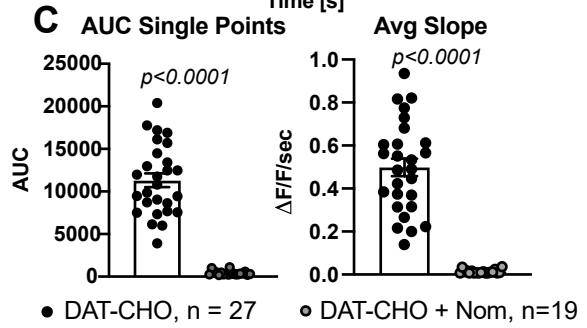 Time [s]
C AUC Single Points Avg Slope
p<0.0001 p<0.0001
AUC
25000
20000
15000
10000
5000
0
ΔF/F/sec
1.0
0.8
0.6
0.4
0.2
0.0
DAT-CHO, n = 27 DAT-CHO + Nom, n=19